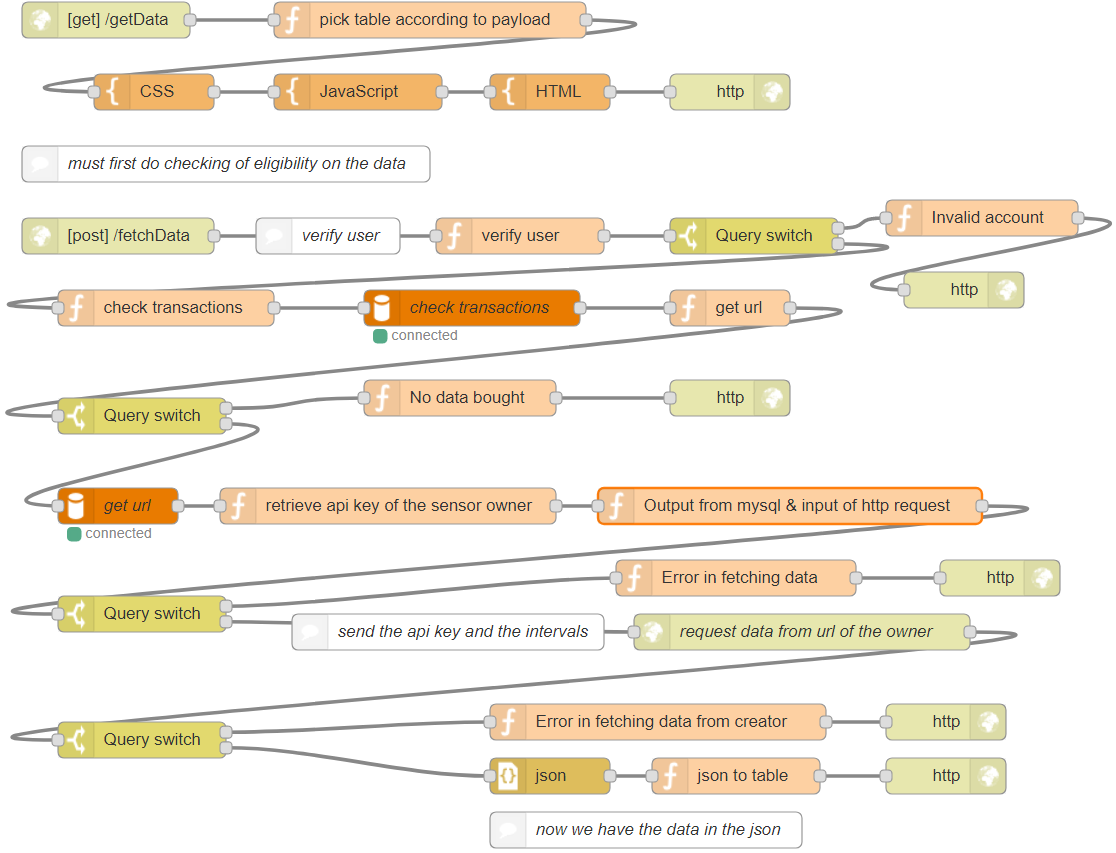 [get] /getData
pick table according to payload
CSS
JavaScript
HTML
http
must first do checking of eligibility on the data
[post] /fetchData
verify user
verify user
Query switch
Invalid account
http
check transactions
check transactions
get url
connected
Query switch
No data bought
http
get url
retrieve api key of the sensor owner
Output from mysql & input of http request
connected
Error in fetching data
http
Query switch
send the api key and the intervals
request data from url of the owner
Query switch
Error in fetching data from creator
http
json
json to table
http
now we have the data in the json